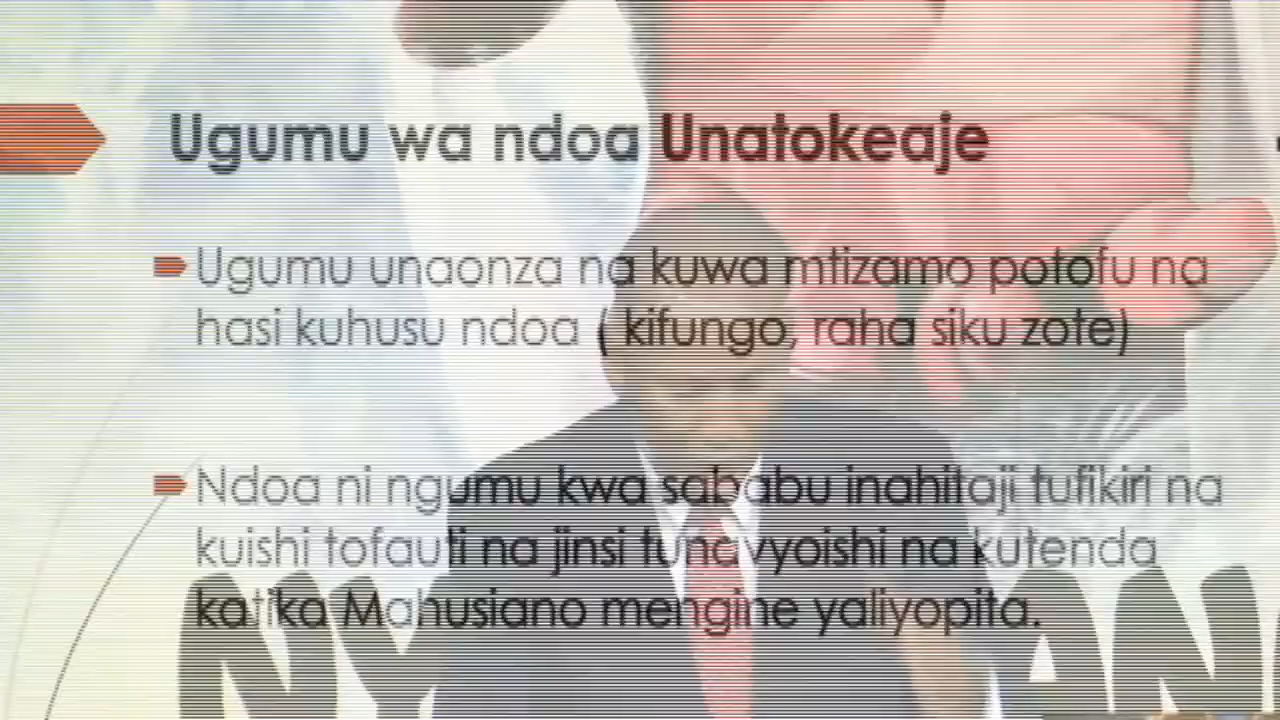 Ugumu wa ndoa Unatokeaje
Ugumu unaonza na kuwa mtizamo potofu na
hasi kuhusu ndoa ( kifungo, raha siku zote)
Ndoa ni ngumu kwa sababu inahitaji tufikiri na
kuishi tofauti na jinsi tunavyoishi na kutenda
katika Mahusiano mengine yaliyopita.